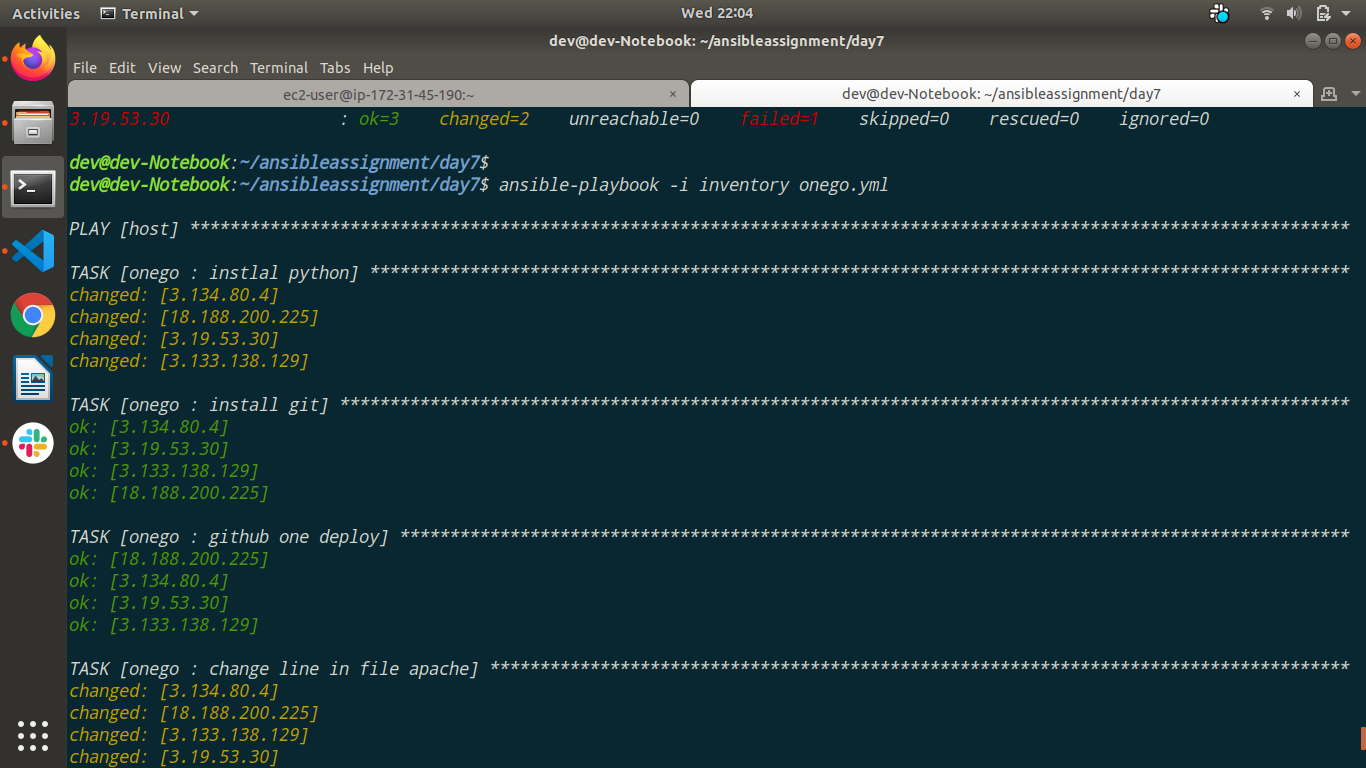 Activities Terminal Wed 22:04
dev@dev-Notebook: ~/ansibleassignment/day7
File Edit View Search Terminal Tabs Help
ec2-user@ip-172-31-45-190:~ × dev@dev-Notebook: ~/ansibleassignment/day7 ×
3.19.53.30 : ok=3 changed=2 unreachable=0 failed=1 skipped=0 rescued=0 ignored=0
dev@dev-Notebook:~/ansibleassignment/day7$
dev@dev-Notebook:~/ansibleassignment/day7$ ansible-playbook -i inventory onego.yml
PLAY [host] ********************************************************************************************************************
TASK [onego : instlal python] **************************************************************************************************
changed: [3.134.80.4]
changed: [18.188.200.225]
changed: [3.19.53.30]
changed: [3.133.138.129]
TASK [onego : install git] *****************************************************************************************************
ok: [3.134.80.4]
ok: [3.19.53.30]
ok: [3.133.138.129]
ok: [18.188.200.225]
TASK [onego : github one deploy] ***********************************************************************************************
ok: [18.188.200.225]
ok: [3.134.80.4]
ok: [3.19.53.30]
ok: [3.133.138.129]
TASK [onego : change line in file apache] **************************************************************************************
changed: [3.134.80.4]
changed: [18.188.200.225]
changed: [3.133.138.129]
changed: [3.19.53.30]